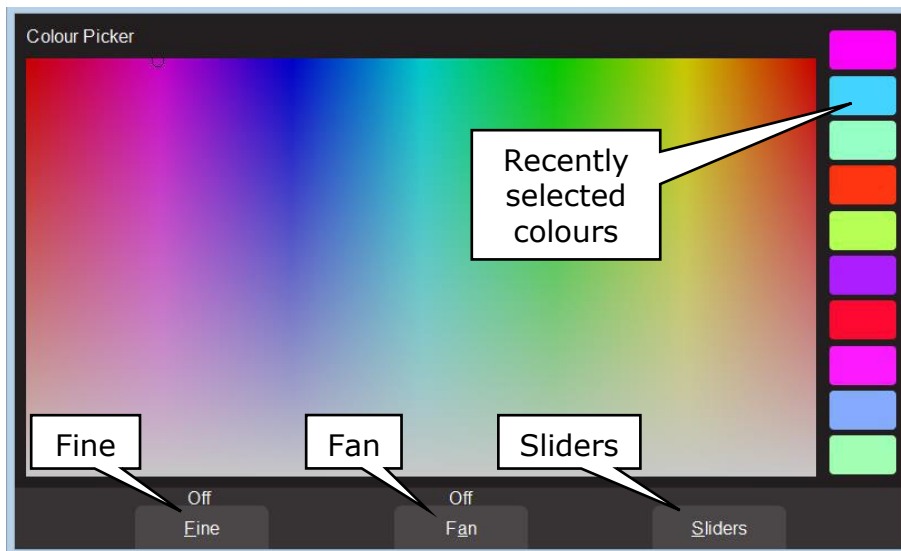 Colour Picker
Recently
selected
colours
Fine
Fan
Sliders
Off
Off
Fine
Fan
Sliders